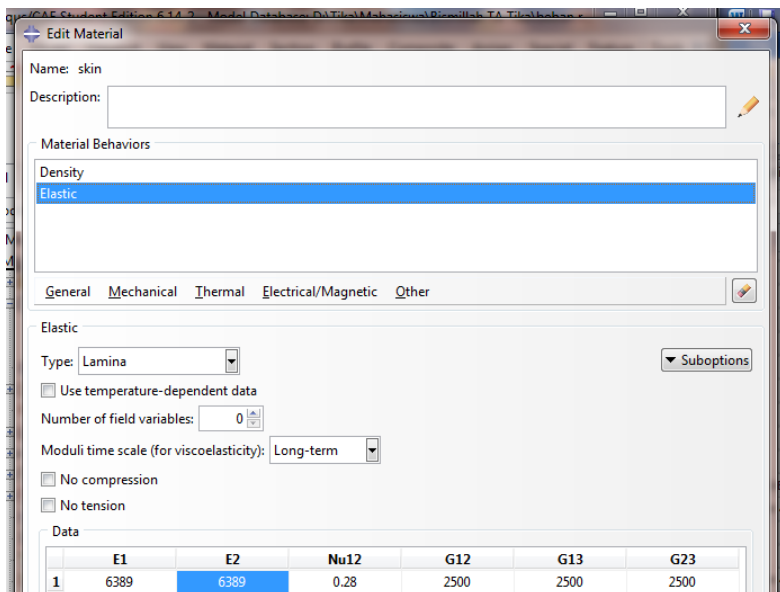 Edit Material
Name: skin
Description:
Material Behaviors
Density
Elastic
General Mechanical Thermal Electrical/Magnetic Other
Elastic
Type: Lamina
Suboptions
Use temperature-dependent data
Number of field variables: 0
Moduli time scale (for viscoelasticity): Long-term
No compression
No tension
Data
E1 E2 Nu12 G12 G13 G23
1 6389 6389 0.28 2500 2500 2500